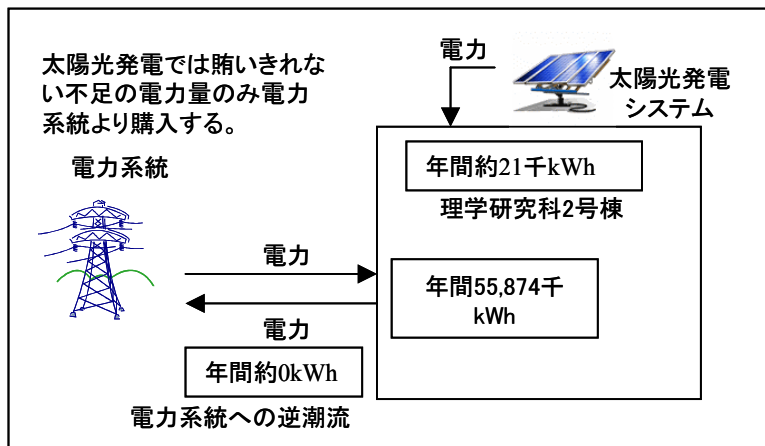 太陽光発電では賄いきれな
い不足の電力量のみ電力
系統より購入する。
電力
太陽光発電
システム
電力系統
年間約21千kWh
理学研究科2号棟
電力
年間55,874千
kWh
電力
年間約0kWh
電力系統への逆潮流